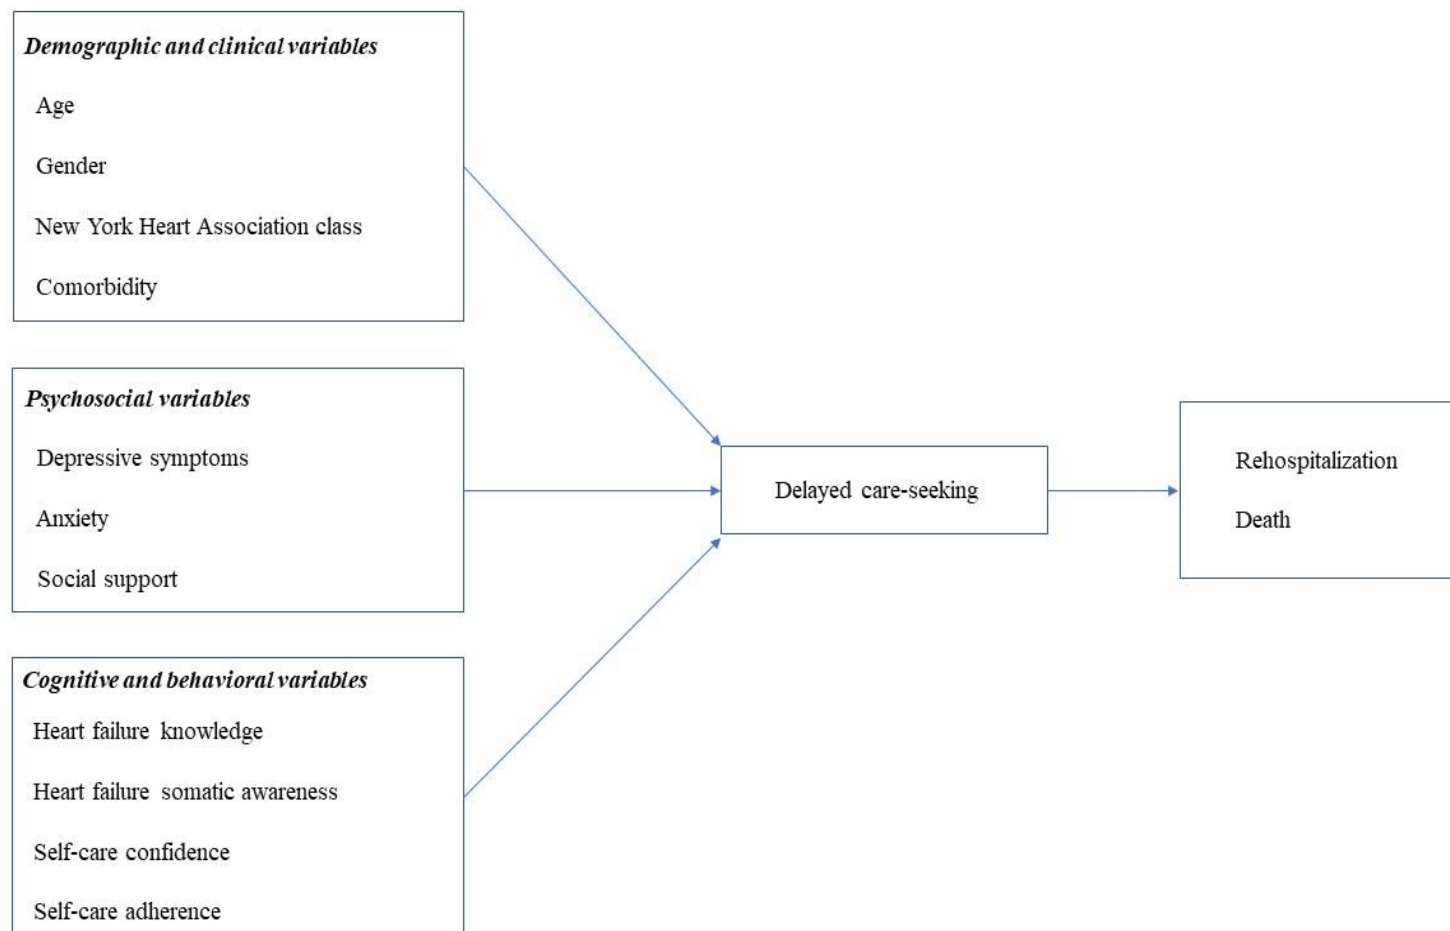 Demographic and clinical variables
Age
Gender
New York Heart Association class
Comorbidity
Psychosocial variables
Depressive symptoms
Anxiety
Social support
Cognitive and behavioral variables
Heart failure knowledge
Heart failure somatic awareness
Self-care confidence
Self-care adherence
Delayed care-seeking
Rehospitalization
Death